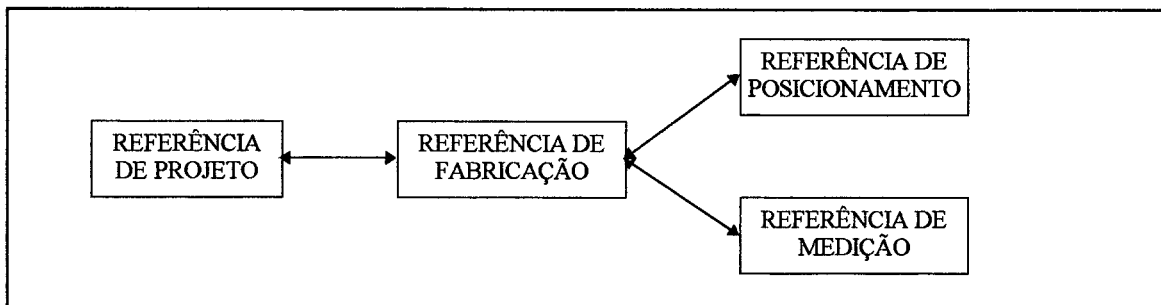 REFERÊNCIA
DE PROJETO
REFERÊNCIA DE
FABRICAÇÃO
REFERÊNCIA DE
POSICIONAMENTO
REFERÊNCIA DE
MEDIÇÃO